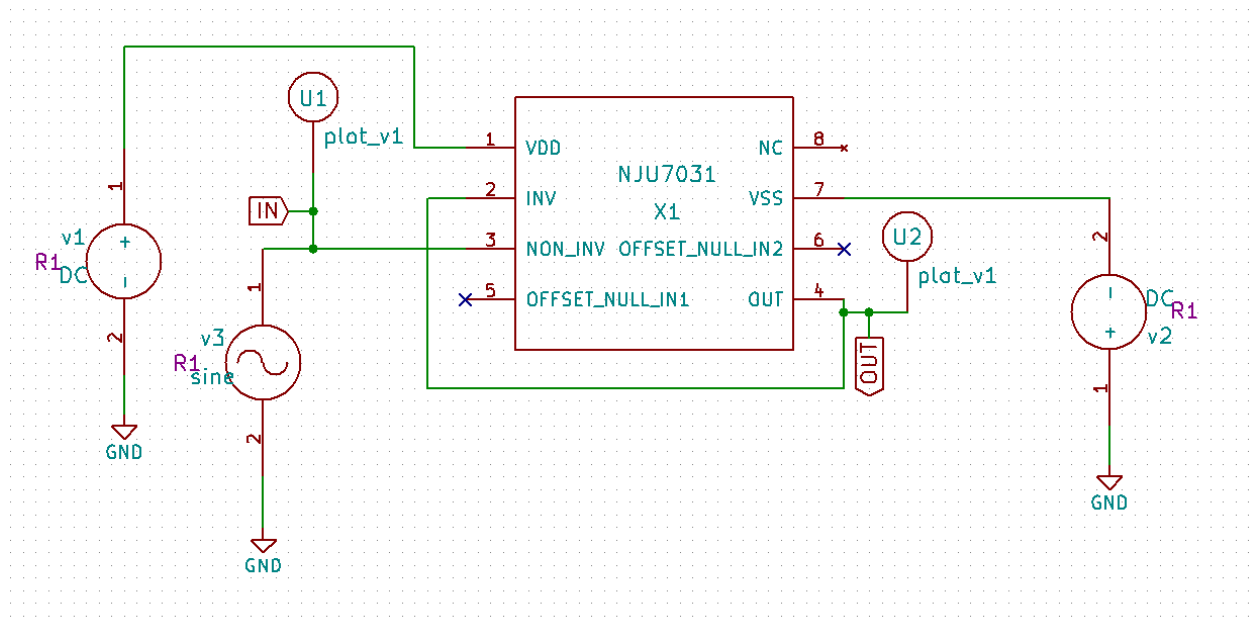 U1
plot_v1
1
VDD
NC
8
NJU7031
X1
2
INV
VSS
7
IN
3
NON_INV
OFFSET_NULL_IN2
6
U2
plot_v1
5
OFFSET_NULL_IN1
OUT
4
OUT
1
v1
R1
DC
+
-
2
GND
1
v3
R1
sine
2
GND
2
-
DC
R1
+
v2
1
GND